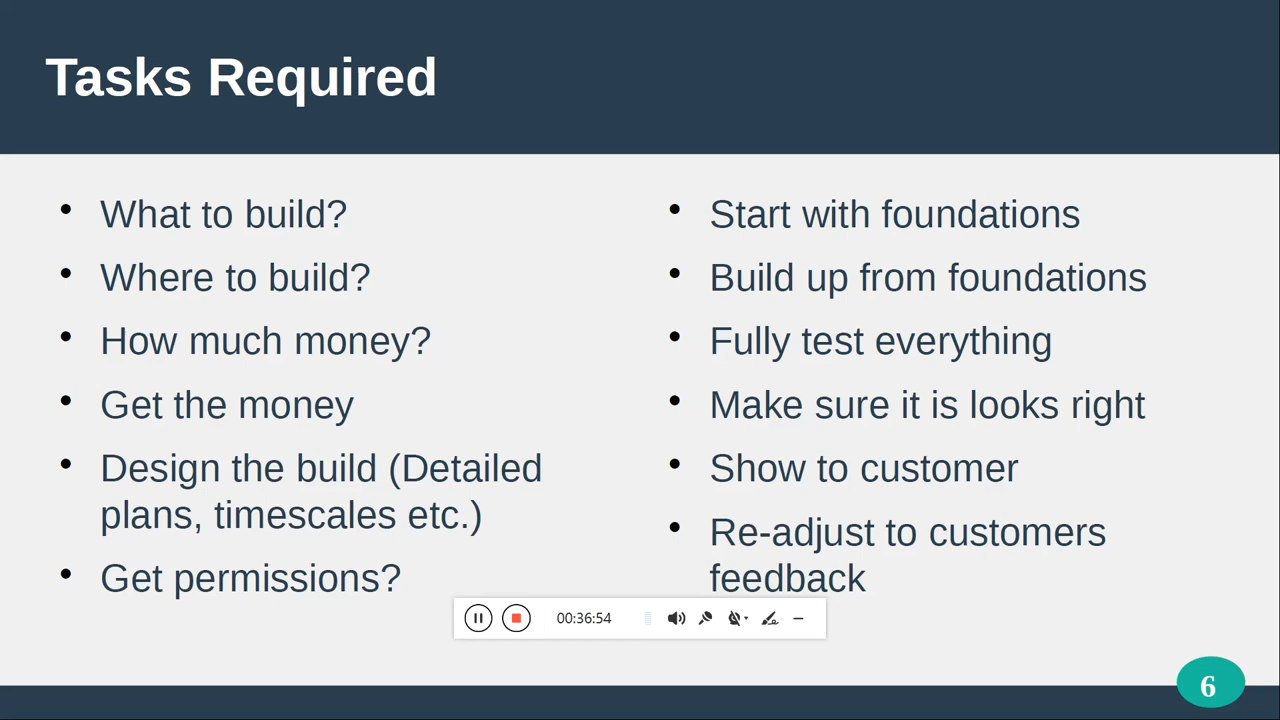 Tasks Required
• What to build?
• Where to build?
• How much money?
• Get the money
• Design the build (Detailed
plans, timescales etc.)
• Get permissions?
• Start with foundations
• Build up from foundations
• Fully test everything
• Make sure it is looks right
• Show to customer
• Re-adjust to customers
feedback
00:36:54
6